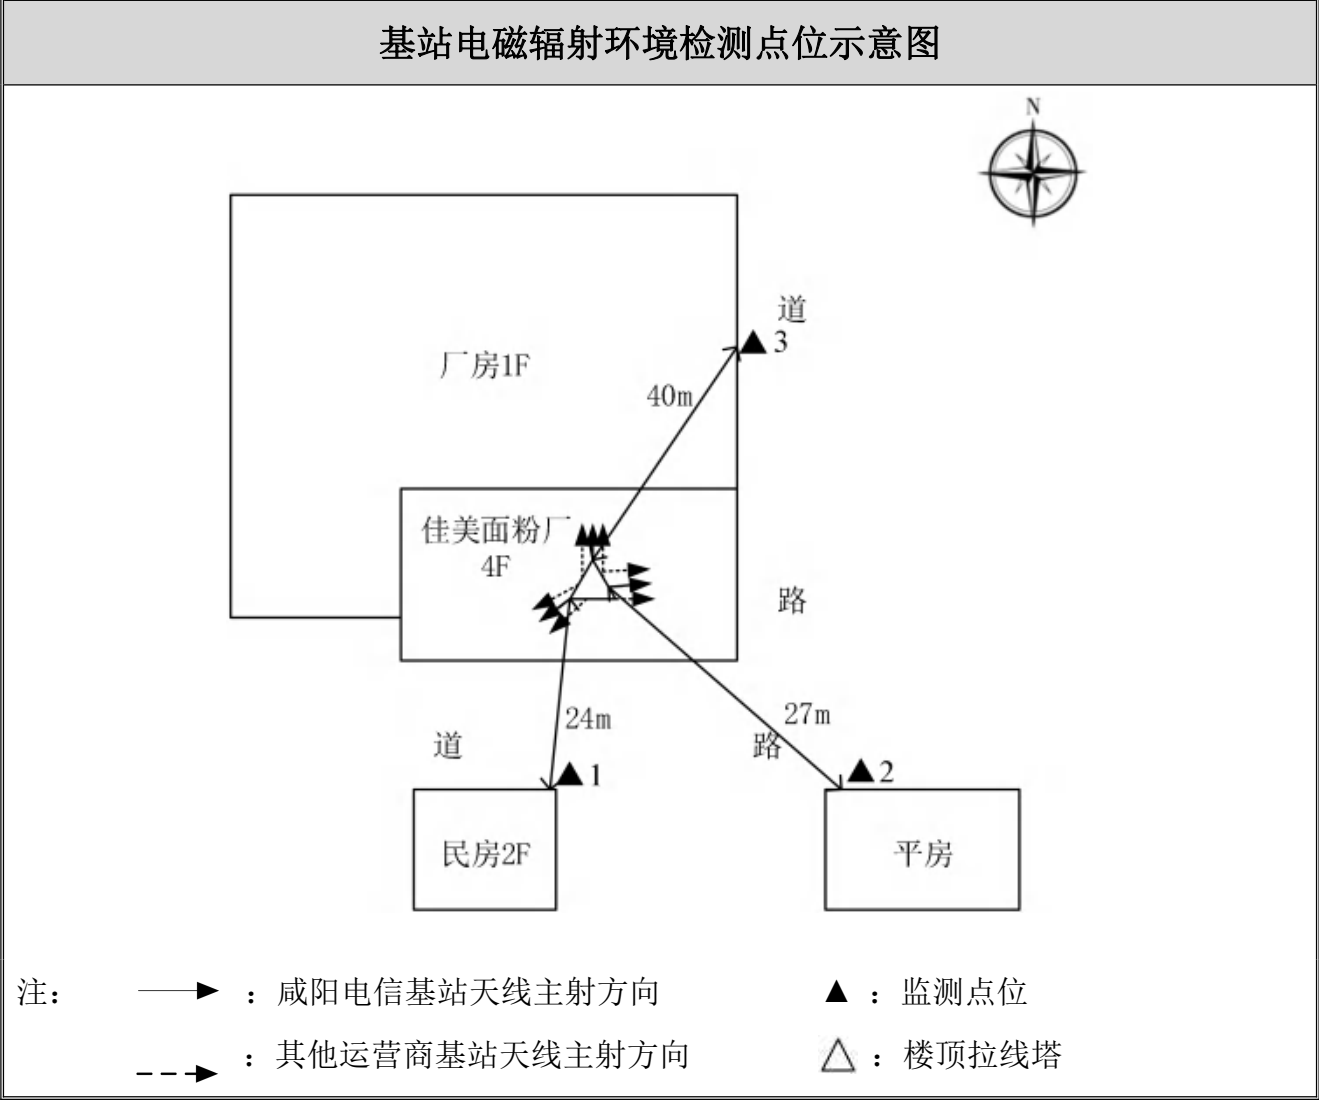 基站电磁辐射环境检测点位示意图
N
道
3
厂房1F
40m
佳美面粉厂
4F
路
24m
27m
道
路
1
2
民房2F
平房
注： ：咸阳电信基站天线主射方向 ：监测点位
：其他运营商基站天线主射方向 ：楼顶拉线塔